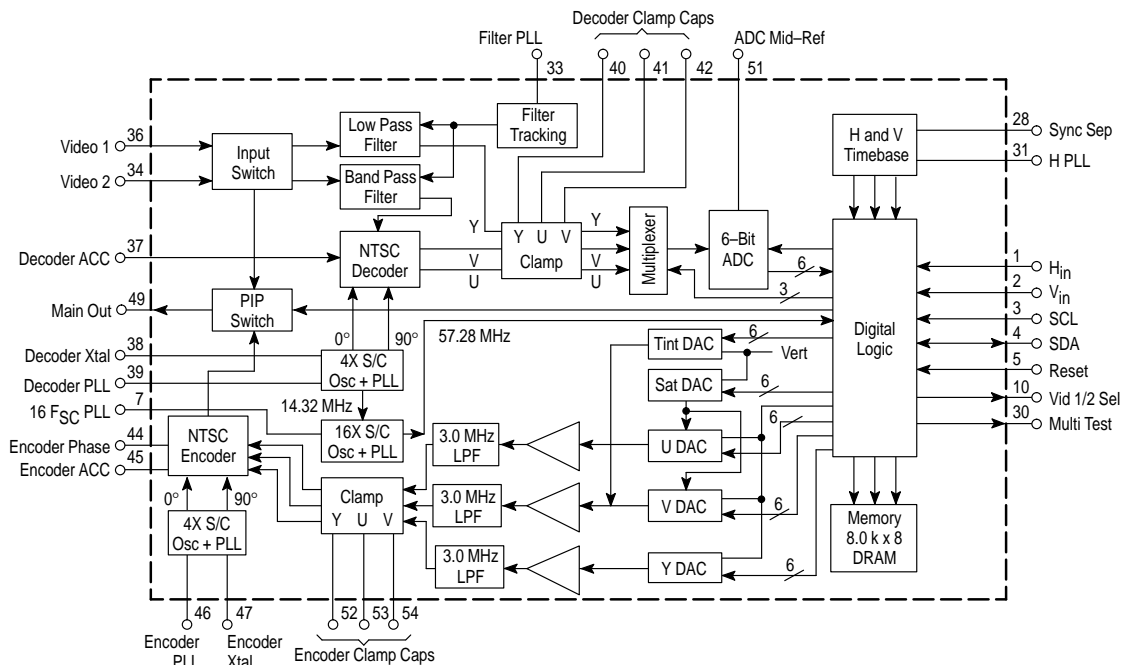 Decoder Clamp Caps
Filter PLL
ADC Mid–Ref
33
40
41
42
51
Filter
Tracking
Low Pass
Filter
Band Pass
Filter
Input
Switch
36
Video 1
34
Video 2
H and V
Timebase
28
Sync Sep
31
H PLL
37
Decoder ACC
NTSC
Decoder
Y
V
U
Y U V
Clamp
Y
V
U
Multiplexer
6–Bit
ADC
6
3
Digital
Logic
1
Hin
2
Vin
3
SCL
4
SDA
5
Reset
10
Vid 1/2 Sel
30
Multi Test
49
Main Out
PIP
Switch
0°
90°
57.28 MHz
38
Decoder Xtal
39
Decoder PLL
4X S/C
Osc + PLL
14.32 MHz
7
16 FSC PLL
16X S/C
Osc + PLL
Tint DAC
6
Vert
Sat DAC
6
44
Encoder Phase
45
Encoder ACC
NTSC
Encoder
3.0 MHz
LPF
U DAC
6
0°
90°
Clamp
Y U V
3.0 MHz
LPF
V DAC
6
4X S/C
Osc + PLL
3.0 MHz
LPF
Y DAC
6
Memory
8.0 k x 8
DRAM
46
47
52
53
54
Encoder
PLL
Encoder
Xtal
Encoder Clamp Caps